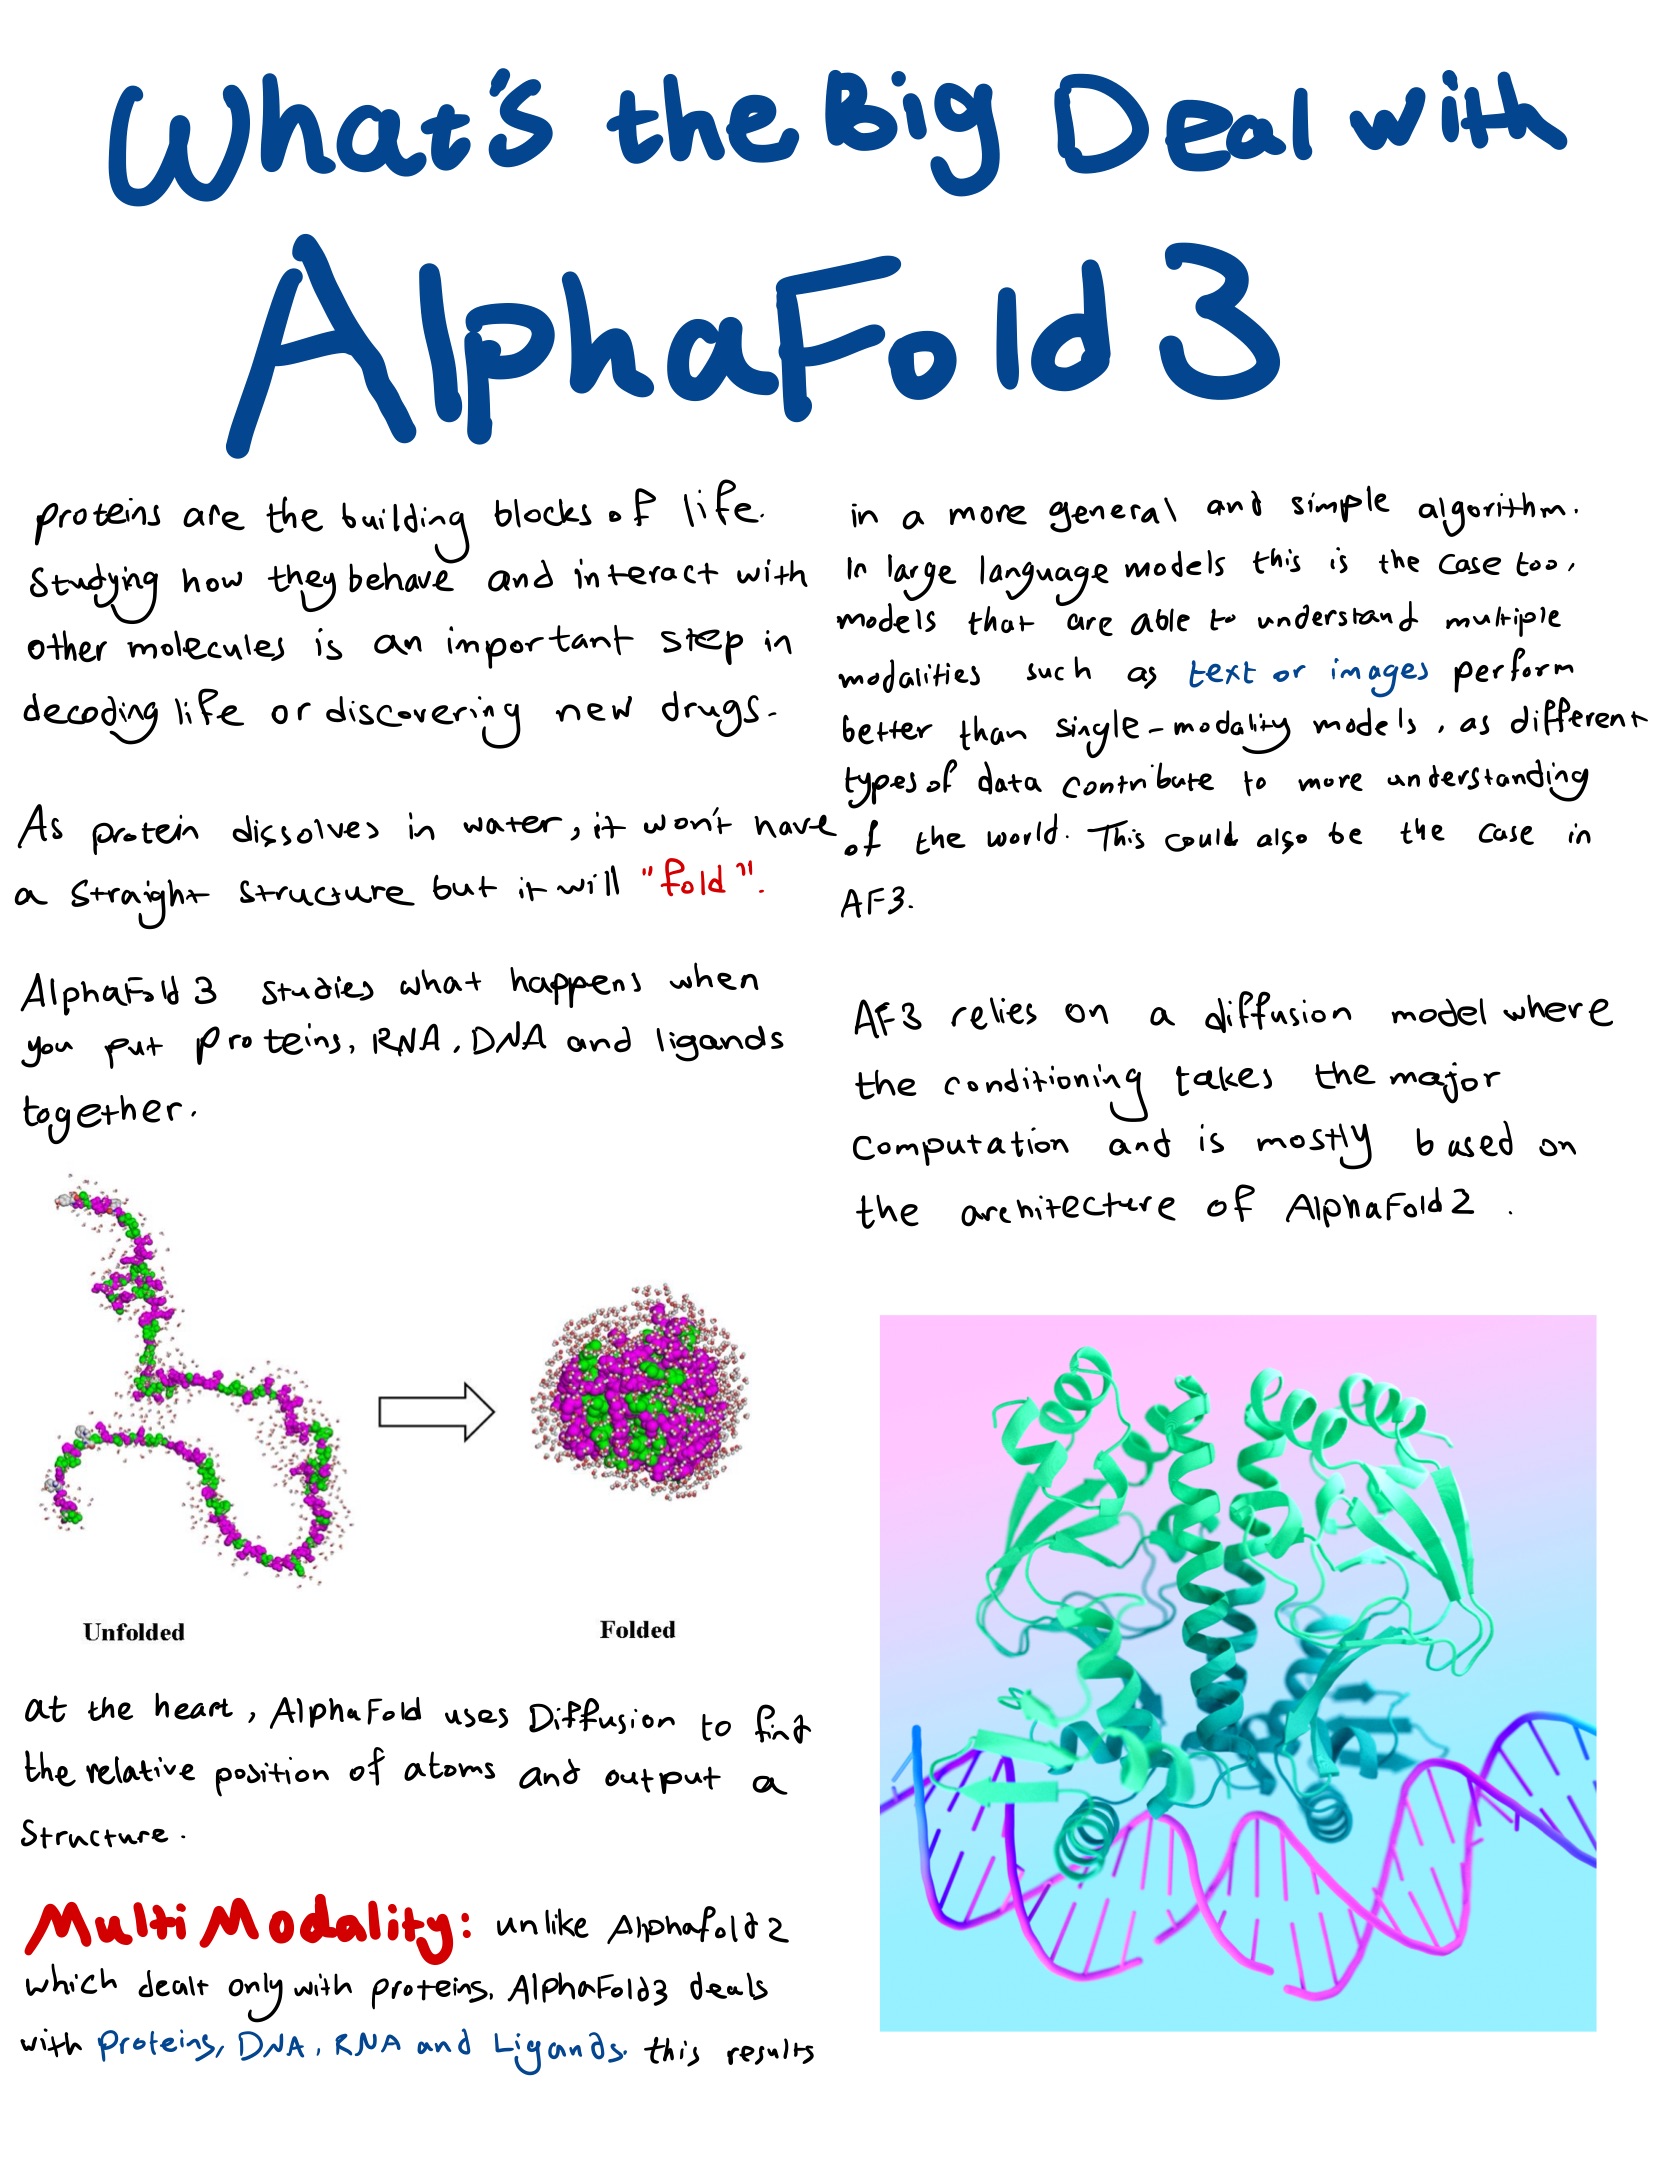 What's the Big Deal with
AlphaFold 3
proteins are the building blocks of life.
Studying how they behave and interact with
other molecules is an important step in
decoding life or discovering new drugs.
As protein dissolves in water, it won't have
a straight structure but it will "fold".
AlphaFold 3 studies what happens when
you put proteins, RNA, DNA and ligands
together.
Unfolded
Folded
at the heart, AlphaFold uses Diffusion to find
the relative position of atoms and output a
Structure.
Multi Modality: unlike Alphafold2
which dealt only with proteins, AlphaFold3 deals
with Proteins, DNA, RNA and Ligands. this results
in a more general and simple algorithm.
In large language models this is the case too,
models that are able to understand multiple
modalities such as text or images perform
better than single-modality models, as different
types of data contribute to more understanding
of the world. This could also be the case in
AF3.
AF3 relies on a diffusion model where
the conditioning takes the major
computation and is mostly based on
the architecture of AlphaFold2.